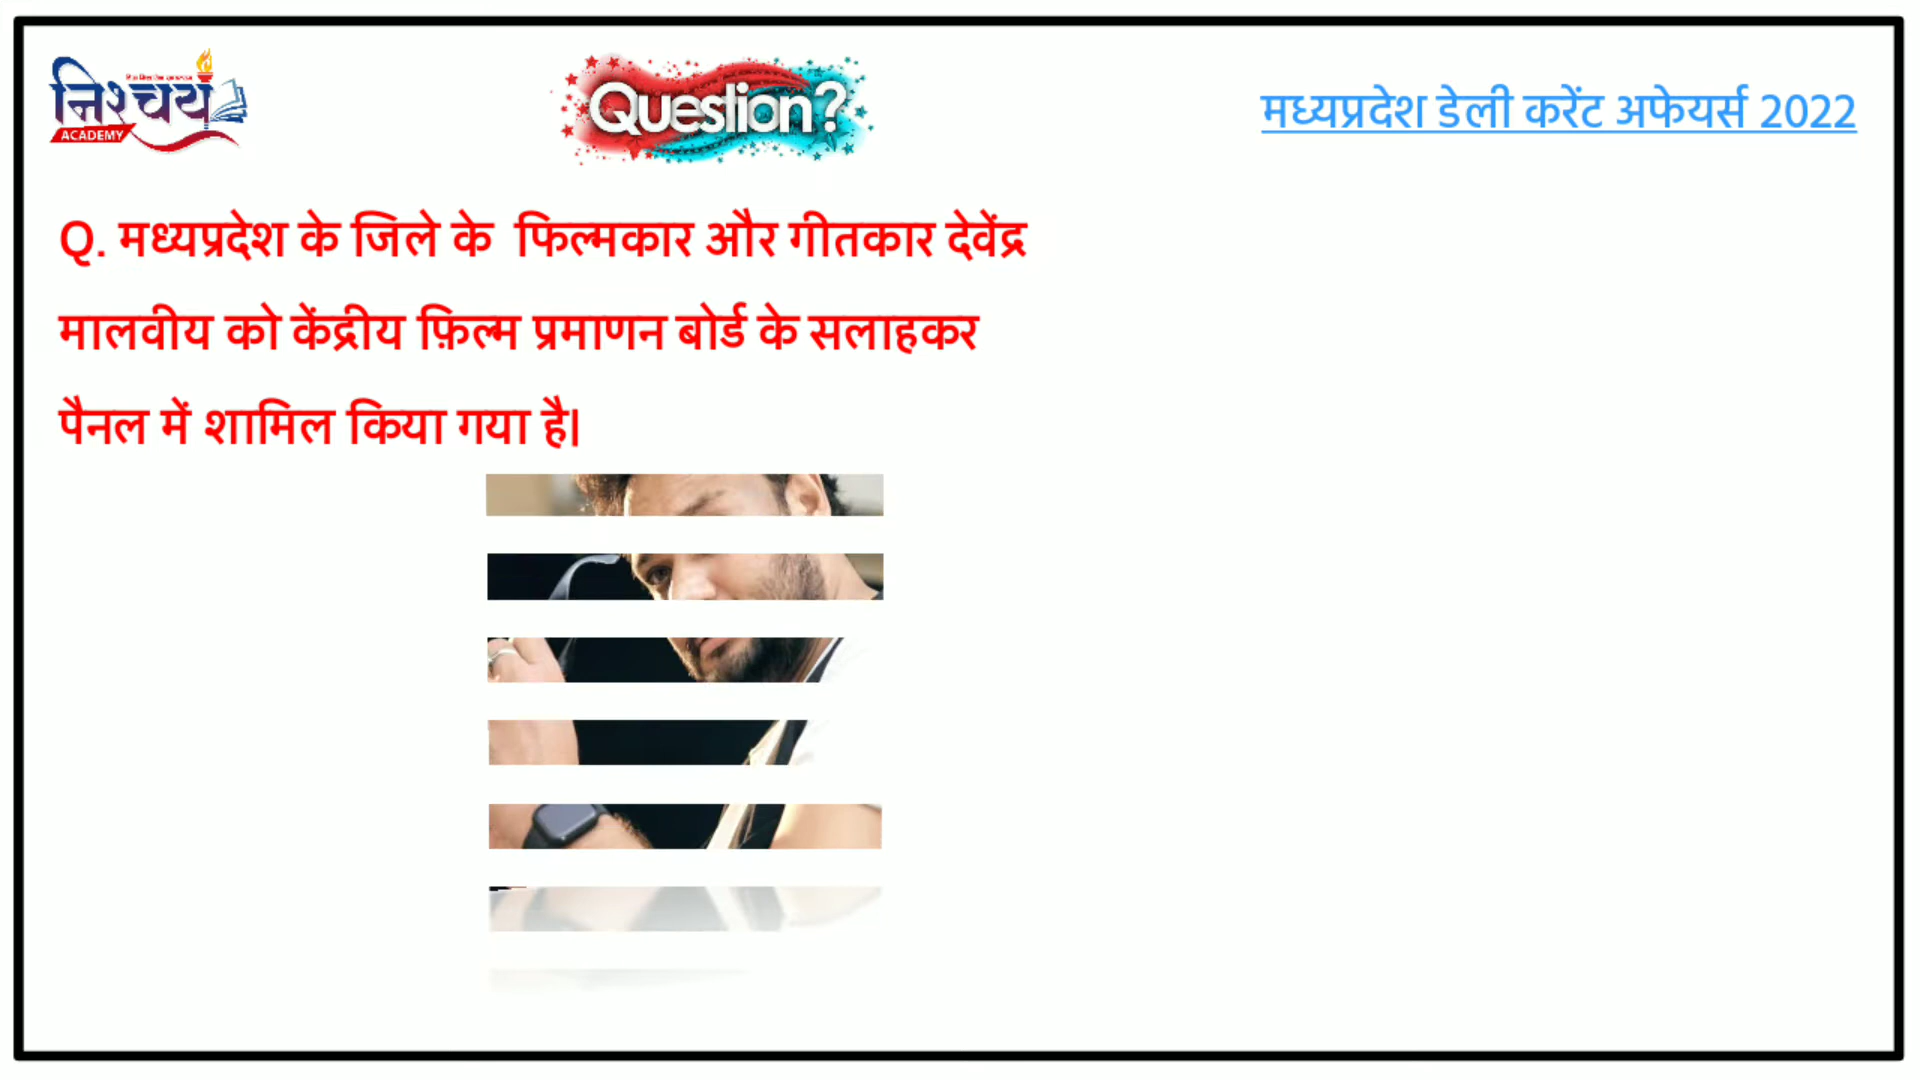 निश्चय
ACADEMY
Question?
मध्यप्रदेश डेली करेंट अफेयर्स 2022
Q. मध्यप्रदेश के जिले के फिल्मकार और गीतकार देवेंद्र
मालवीय को केंद्रीय फ़िल्म प्रमाणन बोर्ड के सलाहकर
पैनल में शामिल किया गया है।